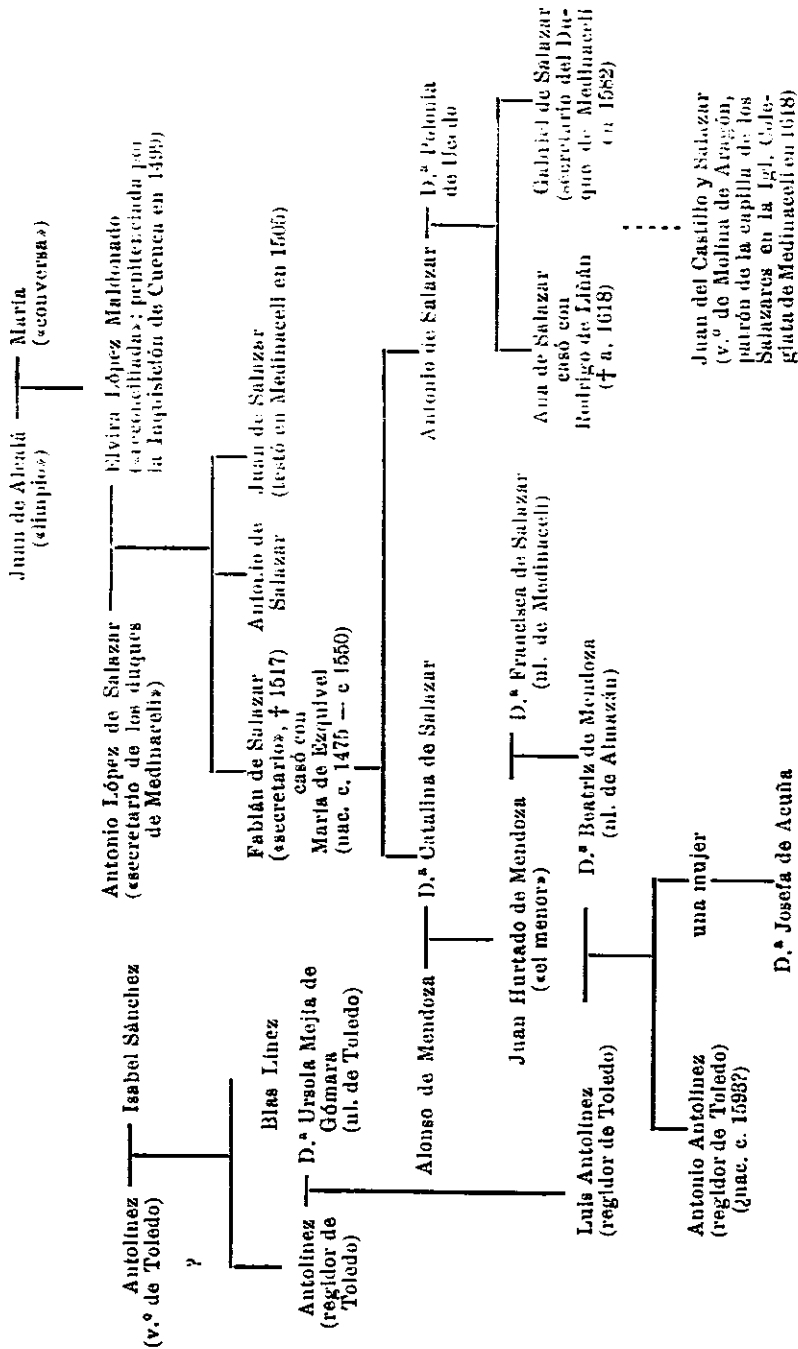 Juan de Alcalá
(«limpio»)
María
(«conversa»)
Antonio López de Salazar
(«secretario de los duques
de Medinaceli»)
Elvira López Maldonado
(«reconciliada»; penitenciada por
la Inquisición de Cuenca en 1499)
Antolínez
(v.º de Toledo)
Isabel Sánchez
?
Fabián de Salazar
(«secretario», † 1517)
casó con
María de Ezquivel
(nac. c. 1475 — c 1550)
Antonio de
Salazar
Juan de Salazar
(testó en Medinaceli en 1505)
Blas Línez
Antolínez
(regidor de
Toledo)
D.ª Ursola Mejía de
Gómara
(nl. de Toledo)
Alonso de Mendoza
D.ª Catalina de Salazar
Antonio de Salazar
D.ª Polonia
de Ucedo
Juan Hurtado de Mendoza
(«el menor»)
D.ª Francisca de Salazar
(nl. de Medinaceli)
Ana de Salazar
casó con
Rodrigo de Liñán
(† a. 1618)
Gabriel de Salazar
(secretario del Du-
que de Medinaceli
en 1582)
Luis Antolínez
(regidor de Toledo)
D.ª Beatriz de Mendoza
(nl. de Almazán)
Antonio Antolínez
(regidor de Toledo)
(¿nac. c. 1593?)
una mujer
D.ª Josefa de Acuña
Juan del Castillo y Salazar
(v.º de Molina de Aragón,
patrón de la capilla de los
Salazares en la Igl. Cole-
giata de Medinaceli en 1618)